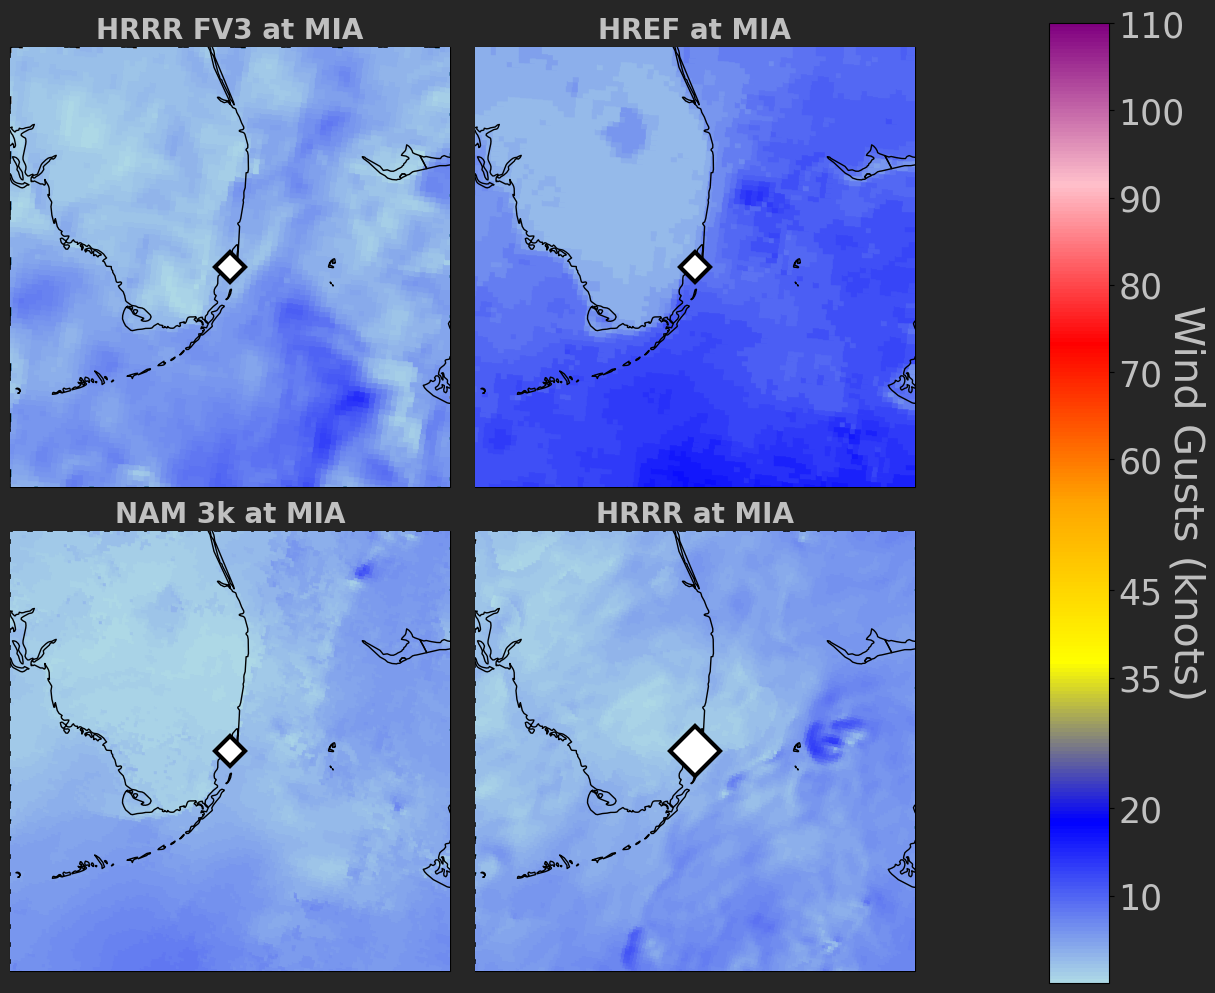 HRRR FV3 at MIA
HREF at MIA
NAM 3k at MIA
HRRR at MIA
110
100
90
80
70
60
45
35
20
10
Wind Gusts (knots)